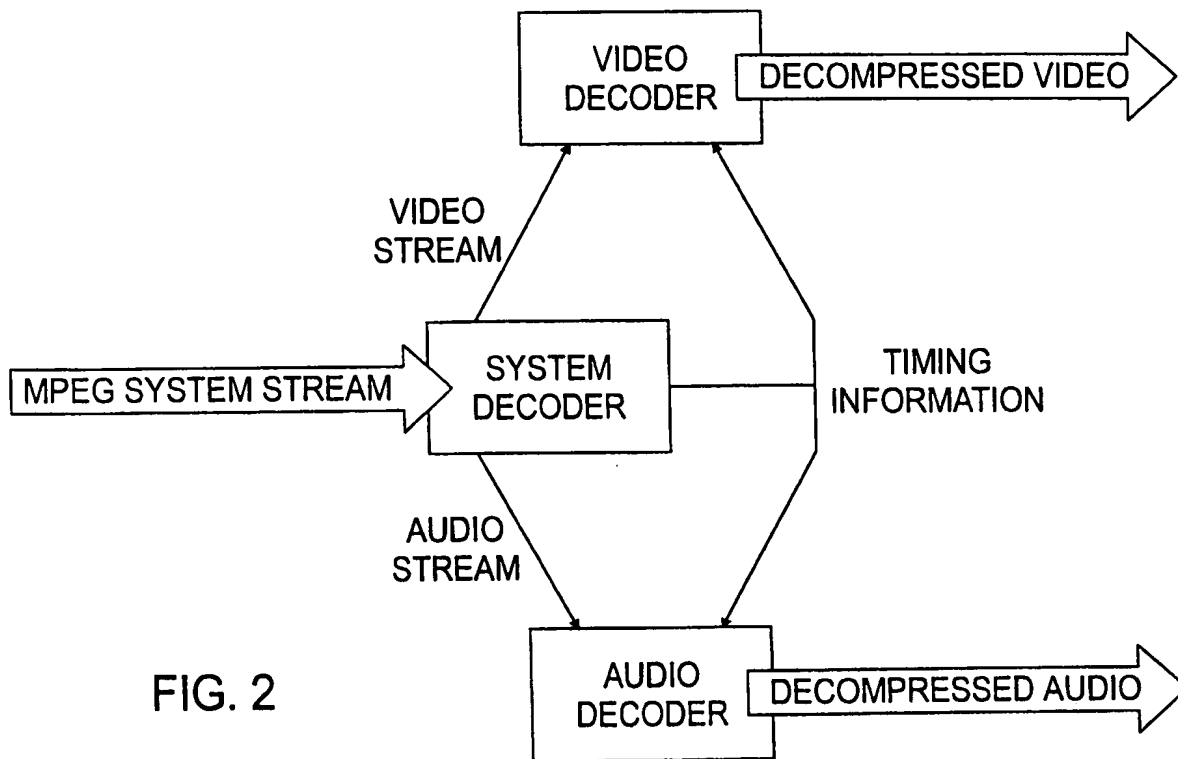 VIDEO
DECODER
DECOMPRESSED VIDEO
VIDEO
STREAM
MPEG SYSTEM STREAM
SYSTEM
DECODER
TIMING
INFORMATION
AUDIO
STREAM
AUDIO
DECODER
DECOMPRESSED AUDIO
FIG. 2